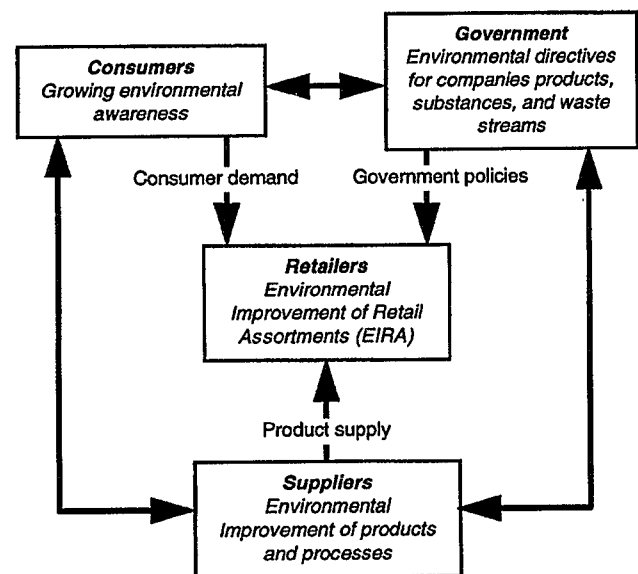 Consumers
Growing environmental
awareness
Government
Environmental directives
for companies products,
substances, and waste
streams
Consumer demand
Government policies
Retailers
Environmental
Improvement of Retail
Assortments (EIRA)
Product supply
Suppliers
Environmental
Improvement of products
and processes